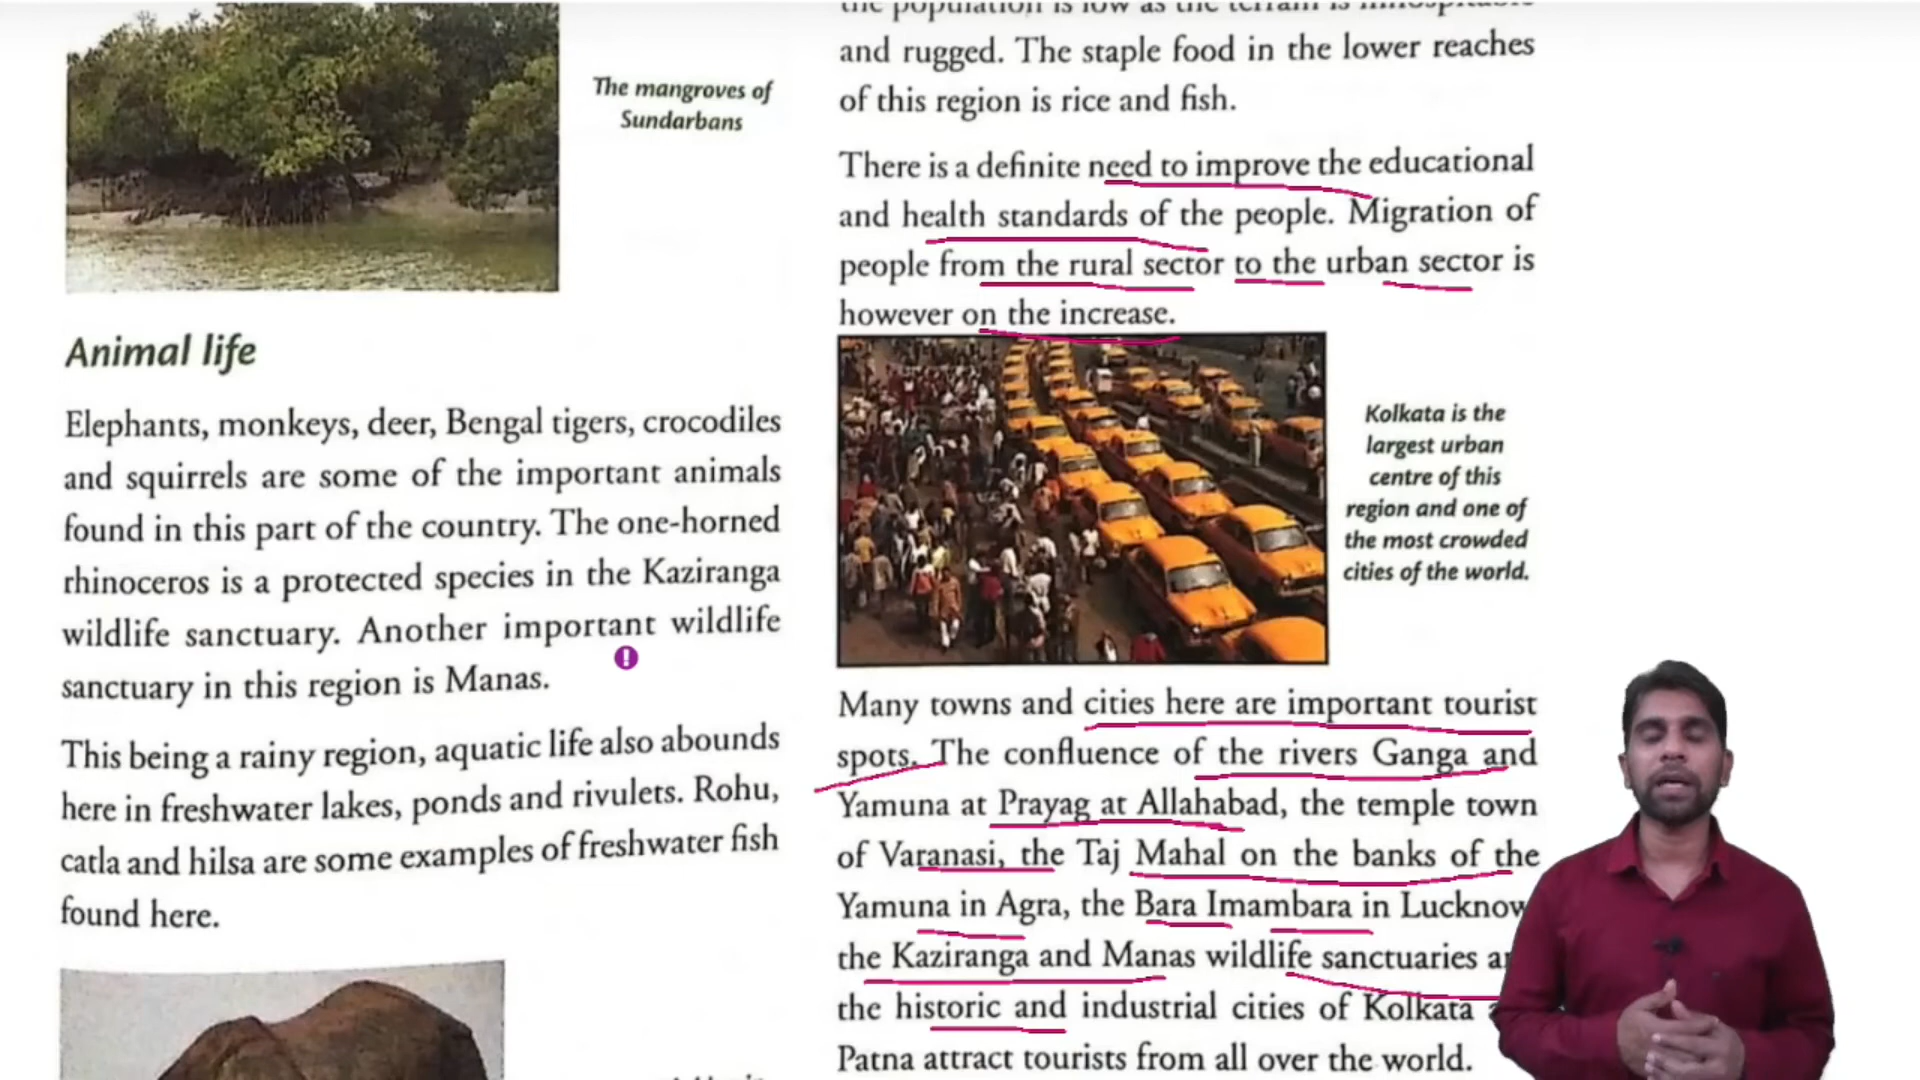 The mangroves of
Sundarbans
Animal life
Elephants, monkeys, deer, Bengal tigers, crocodiles
and squirrels are some of the important animals
found in this part of the country. The one-horned
rhinoceros is a protected species in the Kaziranga
wildlife sanctuary. Another important wildlife
sanctuary in this region is Manas.
This being a rainy region, aquatic life also abounds
here in freshwater lakes, ponds and rivulets. Rohu,
catla and hilsa are some examples of freshwater fish
found here.
the population is low as the terrain is
and rugged. The staple food in the lower reaches
of this region is rice and fish.
There is a definite need to improve the educational
and health standards of the people. Migration of
people from the rural sector to the urban sector is
however on the increase.
Kolkata is the
largest urban
centre of this
region and one of
the most crowded
cities of the world.
Many towns and cities here are important tourist
spots. The confluence of the rivers Ganga and
Yamuna at Prayag at Allahabad, the temple town
of Varanasi, the Taj Mahal on the banks of the
Yamuna in Agra, the Bara Imambara in Lucknow
the Kaziranga and Manas wildlife sanctuaries
the historic and industrial cities of Kolkata
Patna attract tourists from all over the world.